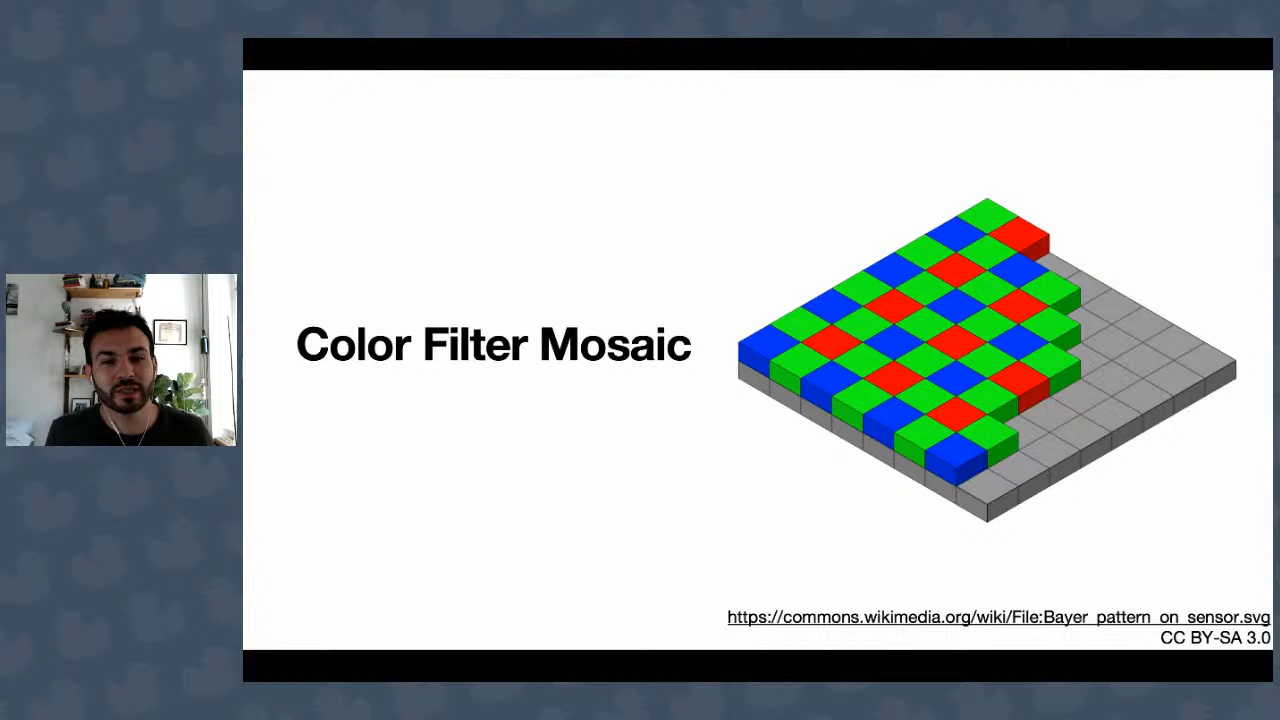 Color Filter Mosaic
https://commons.wikimedia.org/wiki/File:Bayer_pattern_on_sensor.svg
CC BY-SA 3.0